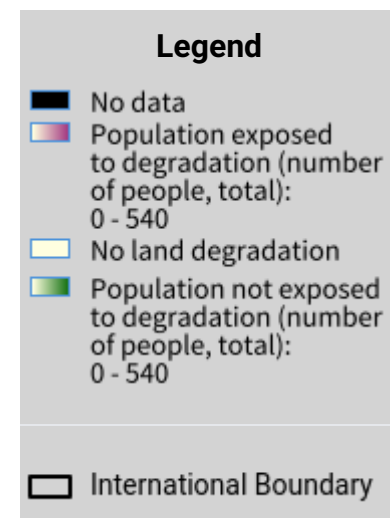 Legend
No data
Population exposed
to degradation (number
of people, total):
0 - 540
No land degradation
Population not exposed
to degradation (number
of people, total):
0 - 540
International Boundary